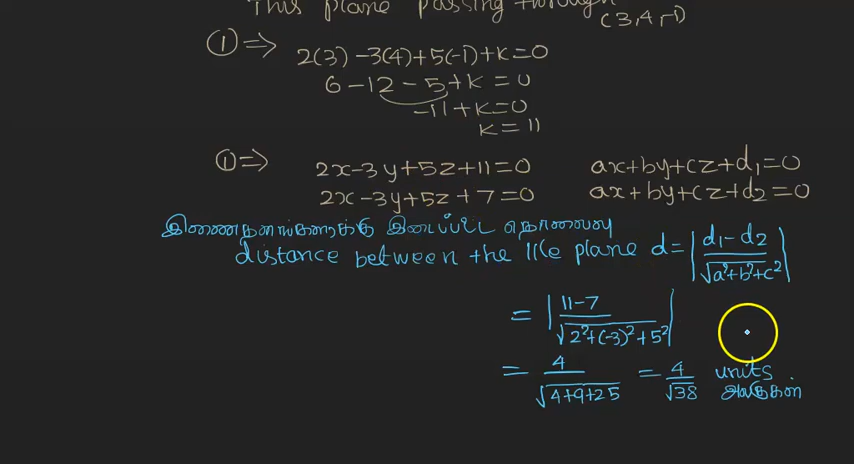 This plane passing through
(3,4,-1)
① ⇒ 2(3)-3(4)+5(-1)+k=0
6-12-5+k=0
-11+k=0
k=11
① ⇒ 2x-3y+5z+11=0 ax+by+cz+d₁=0
2x-3y+5z+7=0 ax+by+cz+d₂=0
இணைதளங்களுக்கு இடைப்பட்ட தொலைவு
distance between the ||le plane d=|d₁-d₂/√a²+b²+c²|
=|11-7/√2²+(-3)²+5²|
=4/√4+9+25 =4/√38 units
அலகுகள்